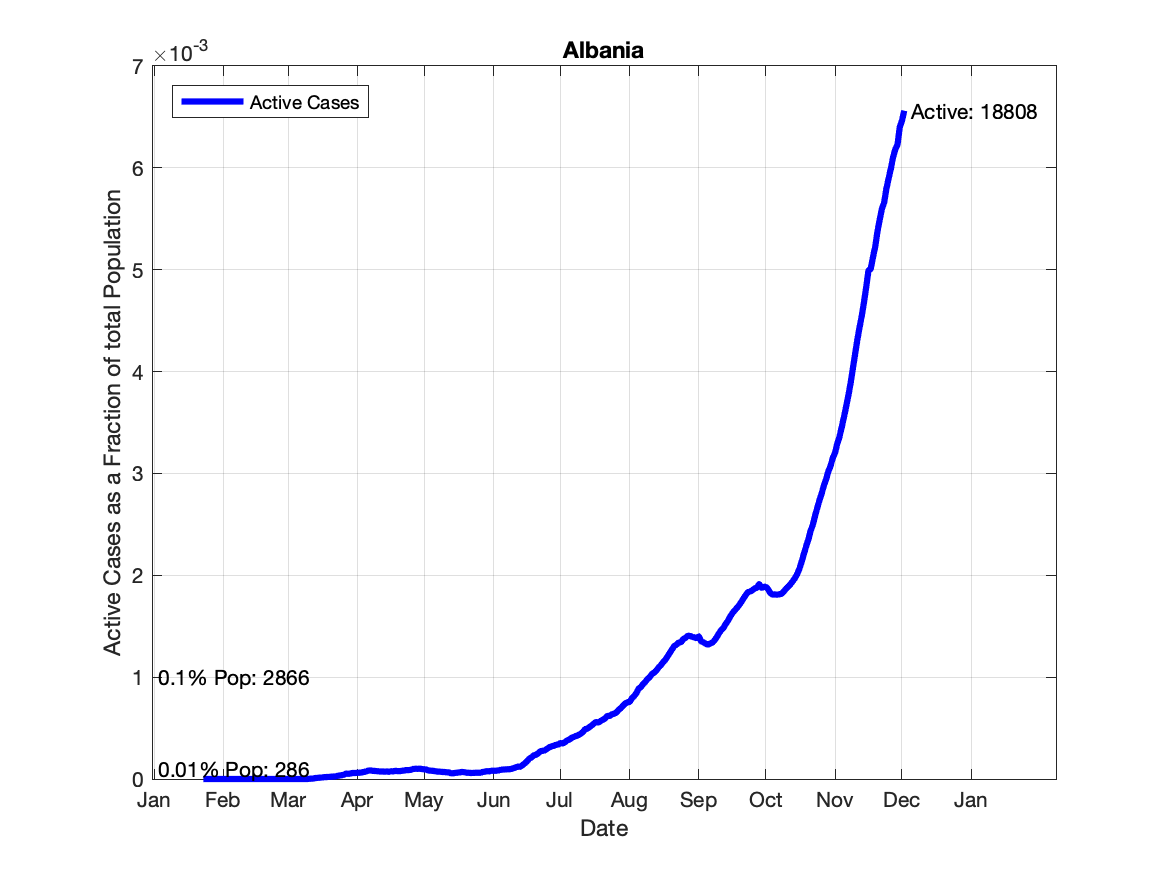 Albania
×10-3
Active Cases
Active: 18808
7
6
5
4
3
2
1
0
0.1% Pop: 2866
0.01% Pop: 286
Active Cases as a Fraction of total Population
Jan Feb Mar Apr May Jun Jul Aug Sep Oct Nov Dec Jan
Date